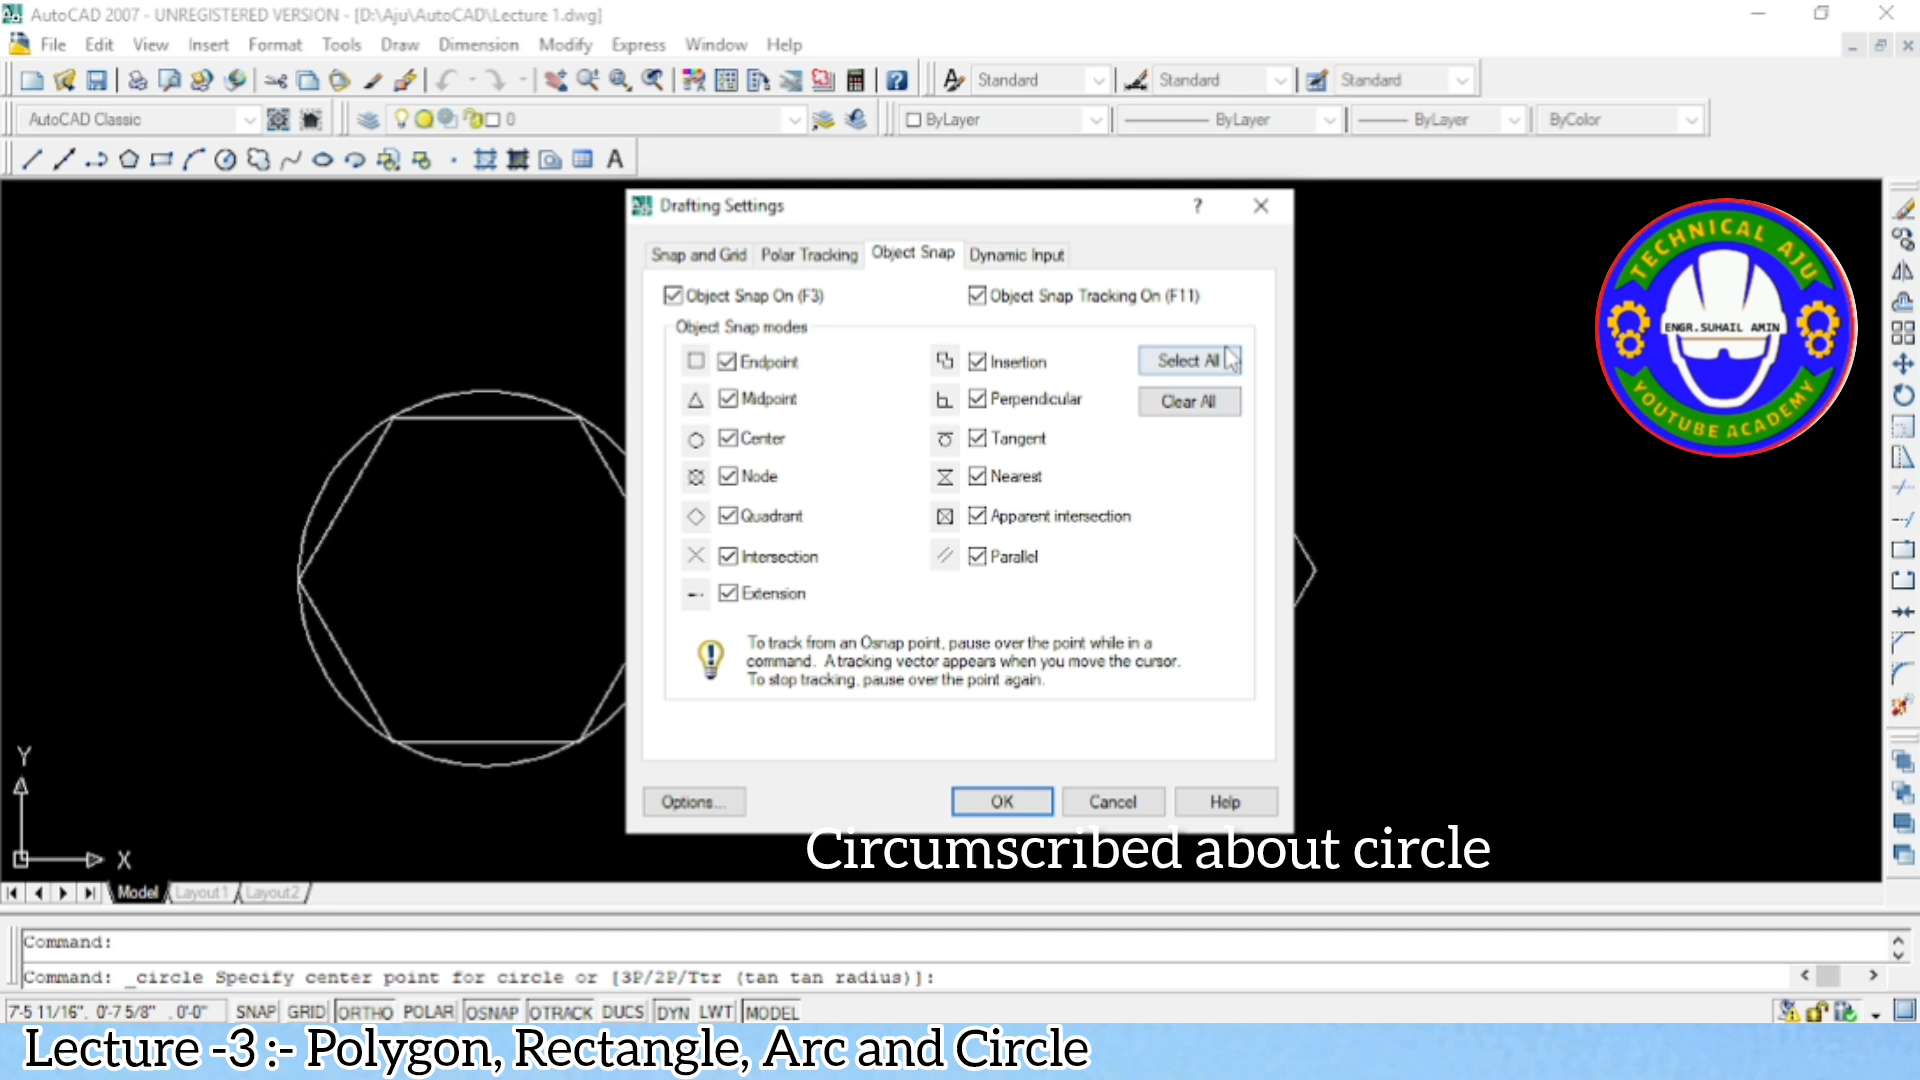 AutoCAD 2007 - UNREGISTERED VERSION - [D:\Aju\AutoCAD\Lecture 1.dwg]
File Edit View Insert Format Tools Draw Dimension Modify Express Window Help
Standard Standard Standard
AutoCAD Classic 0 ByLayer ByLayer ByLayer ByColor
A
Drafting Settings ?
Snap and Grid Polar Tracking Object Snap Dynamic Input
Object Snap On (F3) Object Snap Tracking On (F11)
Object Snap modes
Endpoint Insertion Select All
Midpoint Perpendicular Clear All
Center Tangent
Node Nearest
Quadrant Apparent intersection
Intersection Parallel
Extension
To track from an Osnap point, pause over the point while in a
command. A tracking vector appears when you move the cursor.
To stop tracking, pause over the point again.
Options... OK Cancel Help
TECHNICAL AJU
ENGR.SUHAIL AMIN
YOUTUBE ACADEMY
Y
X
Circumscribed about circle
Model Layout1 Layout2
Command:
Command: _circle Specify center point for circle or [3P/2P/Ttr (tan tan radius)]:
7'-5 11/16", 0'-7 5/8" , 0'-0" SNAP GRID ORTHO POLAR OSNAP OTRACK DUCS DYN LWT MODEL
Lecture -3 :- Polygon, Rectangle, Arc and Circle